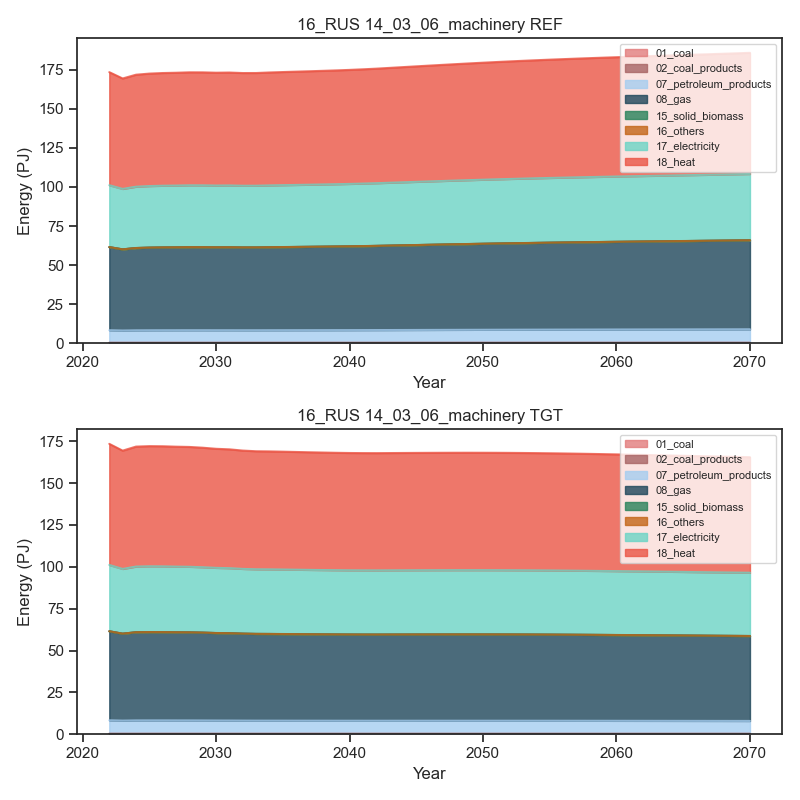 16_RUS 14_03_06_machinery REF
Energy (PJ)
175
150
125
100
75
50
25
0
01_coal
02_coal_products
07_petroleum_products
08_gas
15_solid_biomass
16_others
17_electricity
18_heat
2020 2030 2040 2050 2060 2070
Year
16_RUS 14_03_06_machinery TGT
Energy (PJ)
175
150
125
100
75
50
25
0
01_coal
02_coal_products
07_petroleum_products
08_gas
15_solid_biomass
16_others
17_electricity
18_heat
2020 2030 2040 2050 2060 2070
Year